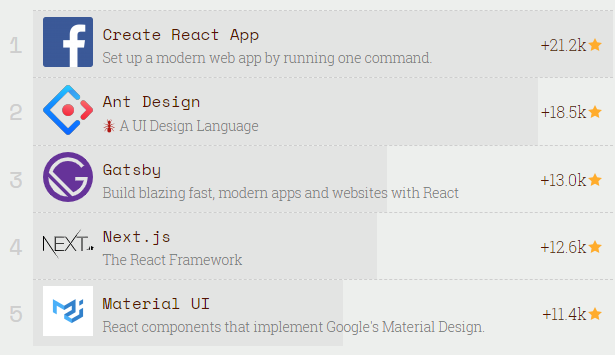 1
Create React App
Set up a modern web app by running one command.
+21.2k
2
Ant Design
A UI Design Language
+18.5k
3
Gatsby
Build blazing fast, modern apps and websites with React
+13.0k
4
NEXT.js
Next.js
The React Framework
+12.6k
5
Material UI
React components that implement Google's Material Design.
+11.4k